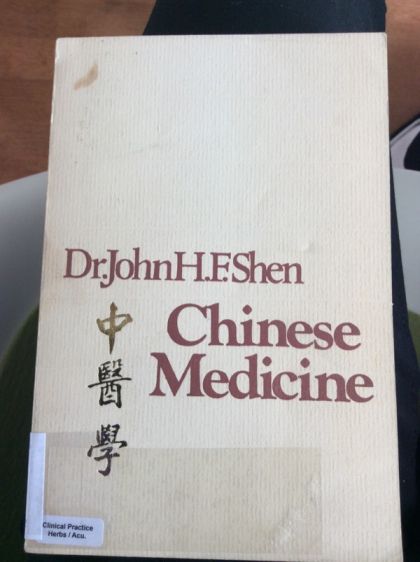 Dr. John H.F. Shen
Chinese
Medicine
中
醫
學
Clinical Practice
Herbs / Acu.